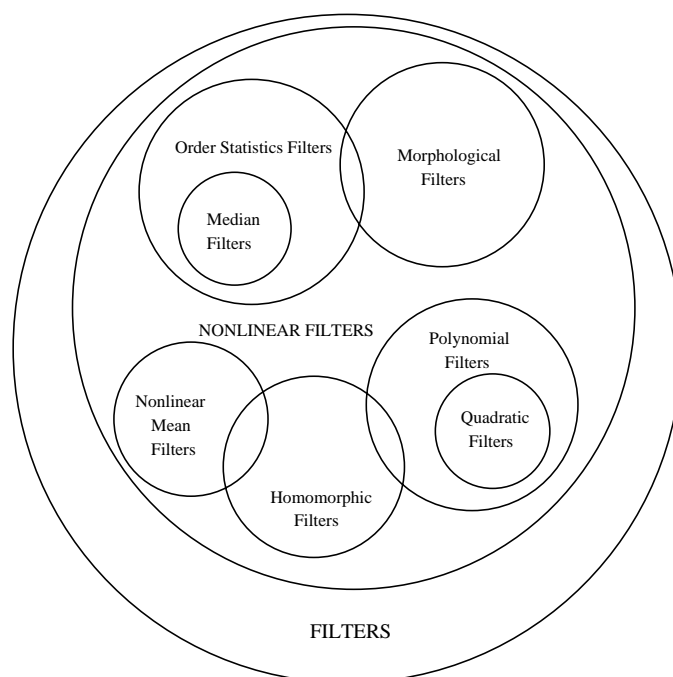 Order Statistics Filters
Morphological
Filters
Median
Filters
NONLINEAR FILTERS
Polynomial
Filters
Nonlinear
Mean
Filters
Quadratic
Filters
Homomorphic
Filters
FILTERS